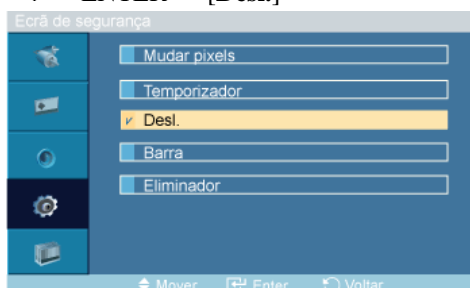 Ecrã de segurança
Mudar pixels
Temporizador
Desl.
Barra
Eliminador
Mover Enter Voltar